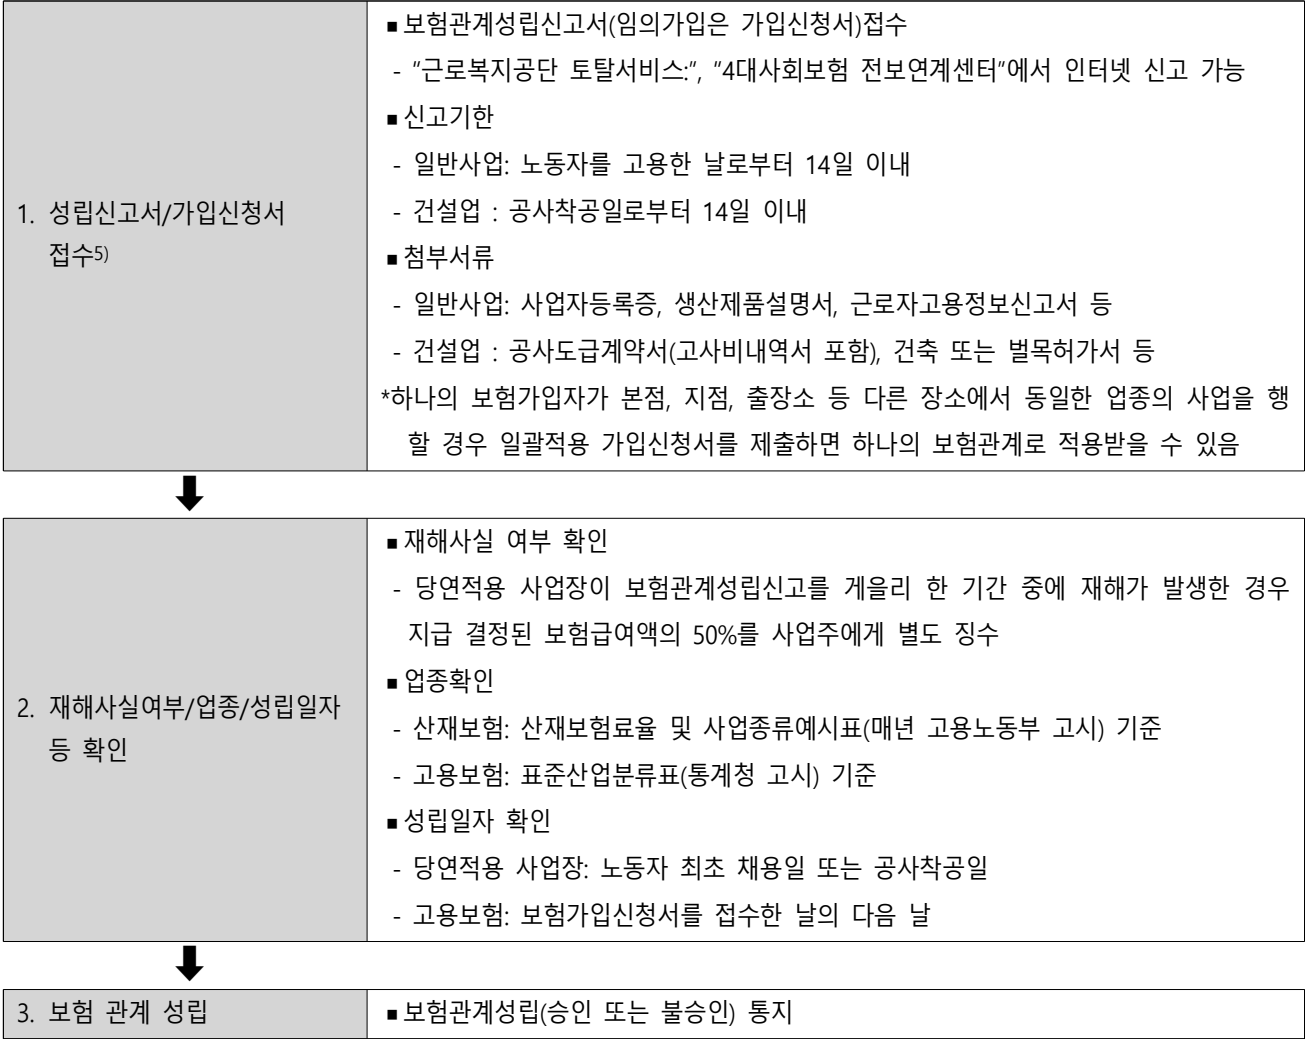 1. 성립신고서/가입신청서
접수5)
■ 보험관계성립신고서(임의가입은 가입신청서)접수
- “근로복지공단 토탈서비스:”, “4대사회보험 전보연계센터”에서 인터넷 신고 가능
■ 신고기한
- 일반사업: 노동자를 고용한 날로부터 14일 이내
- 건설업 : 공사착공일로부터 14일 이내
■ 첨부서류
- 일반사업: 사업자등록증, 생산제품설명서, 근로자고용정보신고서 등
- 건설업 : 공사도급계약서(고사비내역서 포함), 건축 또는 벌목허가서 등
*하나의 보험가입자가 본점, 지점, 출장소 등 다른 장소에서 동일한 업종의 사업을 행
할 경우 일괄적용 가입신청서를 제출하면 하나의 보험관계로 적용받을 수 있음
2. 재해사실여부/업종/성립일자
등 확인
■ 재해사실 여부 확인
- 당연적용 사업장이 보험관계성립신고를 게을리 한 기간 중에 재해가 발생한 경우
지급 결정된 보험급여액의 50%를 사업주에게 별도 징수
■ 업종확인
- 산재보험: 산재보험료율 및 사업종류예시표(매년 고용노동부 고시) 기준
- 고용보험: 표준산업분류표(통계청 고시) 기준
■ 성립일자 확인
- 당연적용 사업장: 노동자 최초 채용일 또는 공사착공일
- 고용보험: 보험가입신청서를 접수한 날의 다음 날
3. 보험 관계 성립
■ 보험관계성립(승인 또는 불승인) 통지